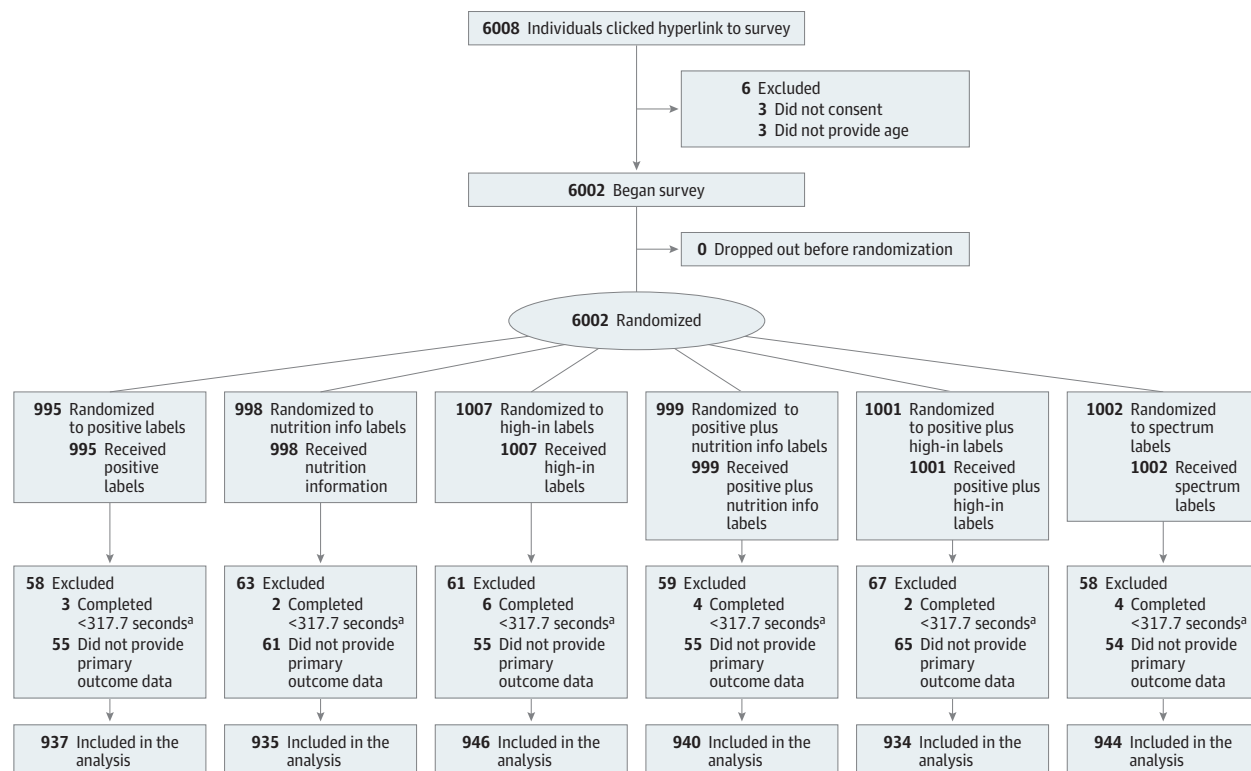 6008 Individuals clicked hyperlink to survey
6 Excluded
3 Did not consent
3 Did not provide age
6002 Began survey
0 Dropped out before randomization
6002 Randomized
995 Randomized
to positive labels
995 Received
positive
labels
998 Randomized to
nutrition info labels
998 Received
nutrition
information
1007 Randomized to
high-in labels
1007 Received
high-in
labels
999 Randomized to
positive plus
nutrition info labels
999 Received
positive plus
nutrition info
labels
1001 Randomized
to positive plus
high-in labels
1001 Received
positive plus
high-in
labels
1002 Randomized
to spectrum
labels
1002 Received
spectrum
labels
58 Excluded
3 Completed
<317.7 seconds^a
55 Did not provide
primary
outcome data
63 Excluded
2 Completed
<317.7 seconds^a
61 Did not provide
primary
outcome data
61 Excluded
6 Completed
<317.7 seconds^a
55 Did not provide
primary
outcome data
59 Excluded
4 Completed
<317.7 seconds^a
55 Did not provide
primary
outcome data
67 Excluded
2 Completed
<317.7 seconds^a
65 Did not provide
primary
outcome data
58 Excluded
4 Completed
<317.7 seconds^a
54 Did not provide
primary
outcome data
937 Included in the
analysis
935 Included in the
analysis
946 Included in the
analysis
940 Included in the
analysis
934 Included in the
analysis
944 Included in the
analysis